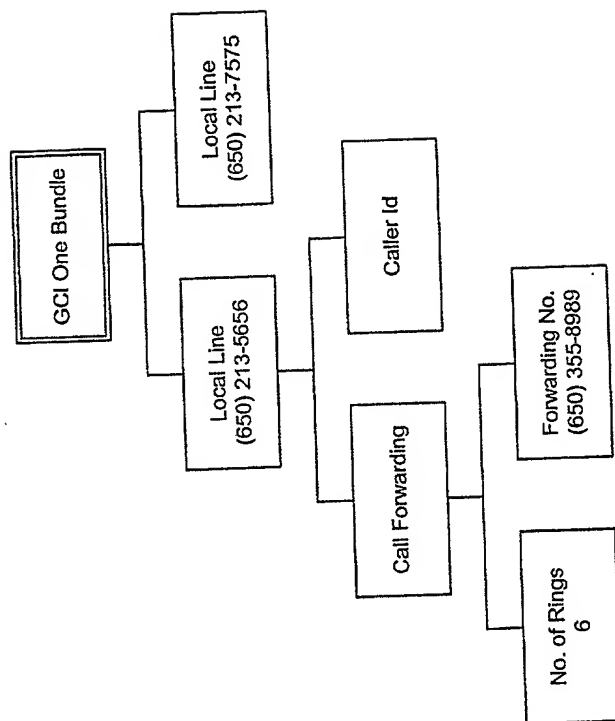 GCI One Bundle
Local Line
(650) 213-5656
Local Line
(650) 213-7575
Call Forwarding
Caller Id
No. of Rings
6
Forwarding No.
(650) 355-8989